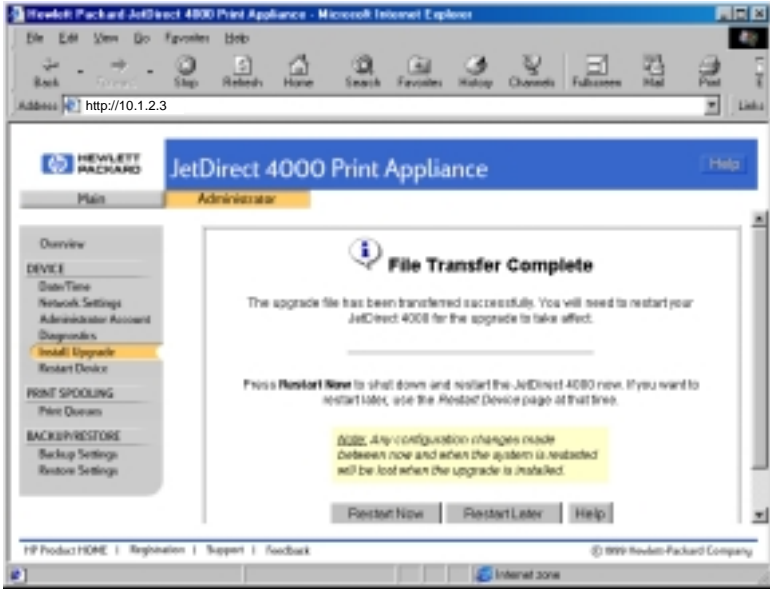 Hewlett Packard JetDirect 4000 Print Appliance - Microsoft Internet Explorer
File Edit View Go Favorites Help
Back Forward Stop Refresh Home Search Favorites History Channels Fullscreen Mail Print
Address http://10.1.2.3 Links
HEWLETT
PACKARD
JetDirect 4000 Print Appliance
Help
Main
Administrator
Overview
DEVICE
Date/Time
Network Settings
Administrator Account
Diagnostics
Install Upgrade
Restart Device
PRINT SPOOLING
Print Queues
BACKUP/RESTORE
Backup Settings
Restore Settings
File Transfer Complete
The upgrade file has been transferred successfully. You will need to restart your
JetDirect 4000 for the upgrade to take affect.
Press Restart Now to shut down and restart the JetDirect 4000 now. If you want to
restart later, use the Restart Device page at that time.
Note: Any configuration changes made
between now and when the system is restarted
will be lost when the upgrade is installed.
Restart Now Restart Later Help
HP Product HOME | Registration | Support | Feedback
© 1999 Hewlett-Packard Company
Internet zone